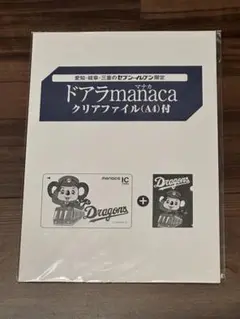 愛知・岐阜・三重のセブン-イレブン限定
マナカ
ドアラmanaca
クリアファイル(A4)付
manaca IC
Dragons
+
Dragons